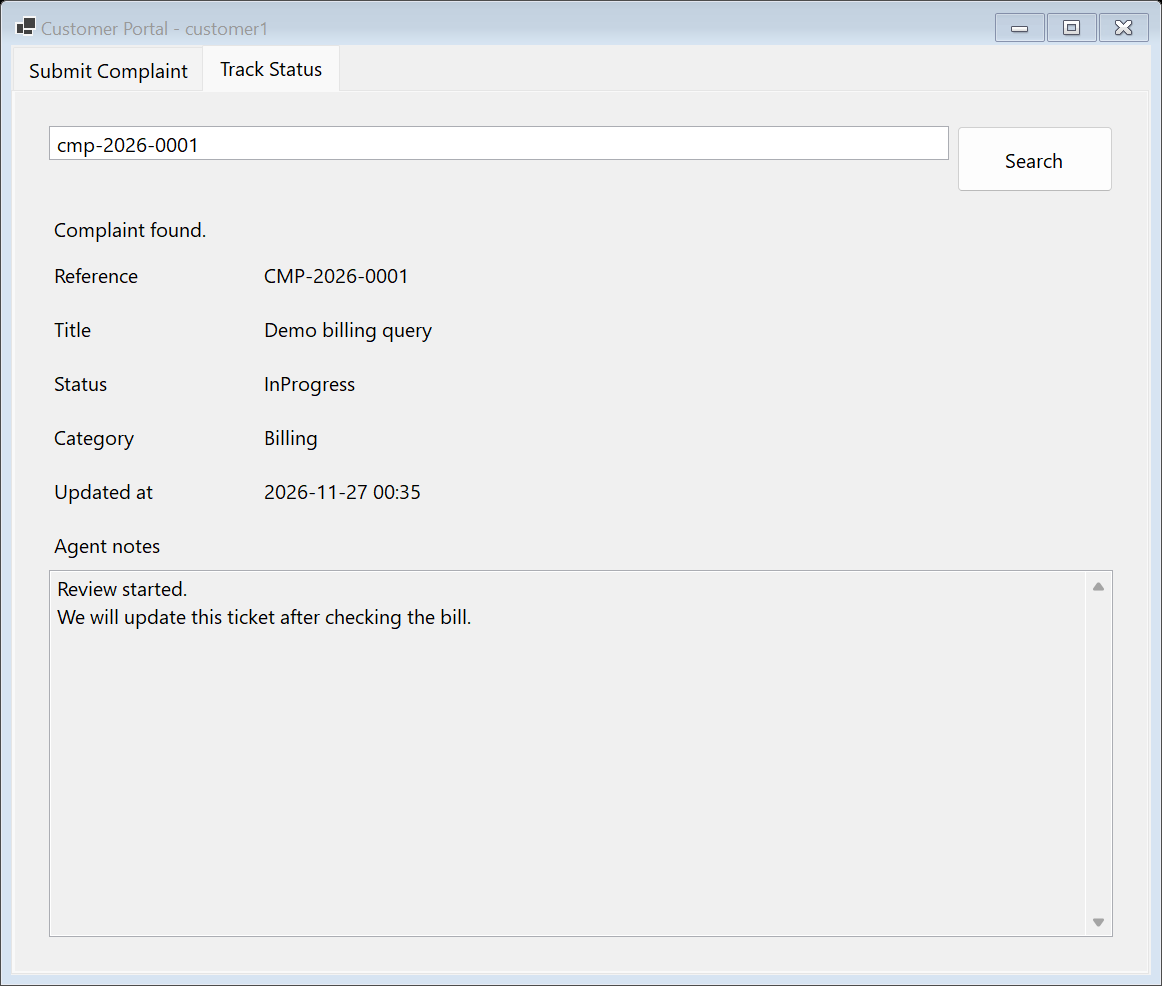 Customer Portal - customer1
Submit Complaint
Track Status
cmp-2026-0001
Search
Complaint found.
Reference CMP-2026-0001
Title Demo billing query
Status InProgress
Category Billing
Updated at 2026-11-27 00:35
Agent notes
Review started.
We will update this ticket after checking the bill.